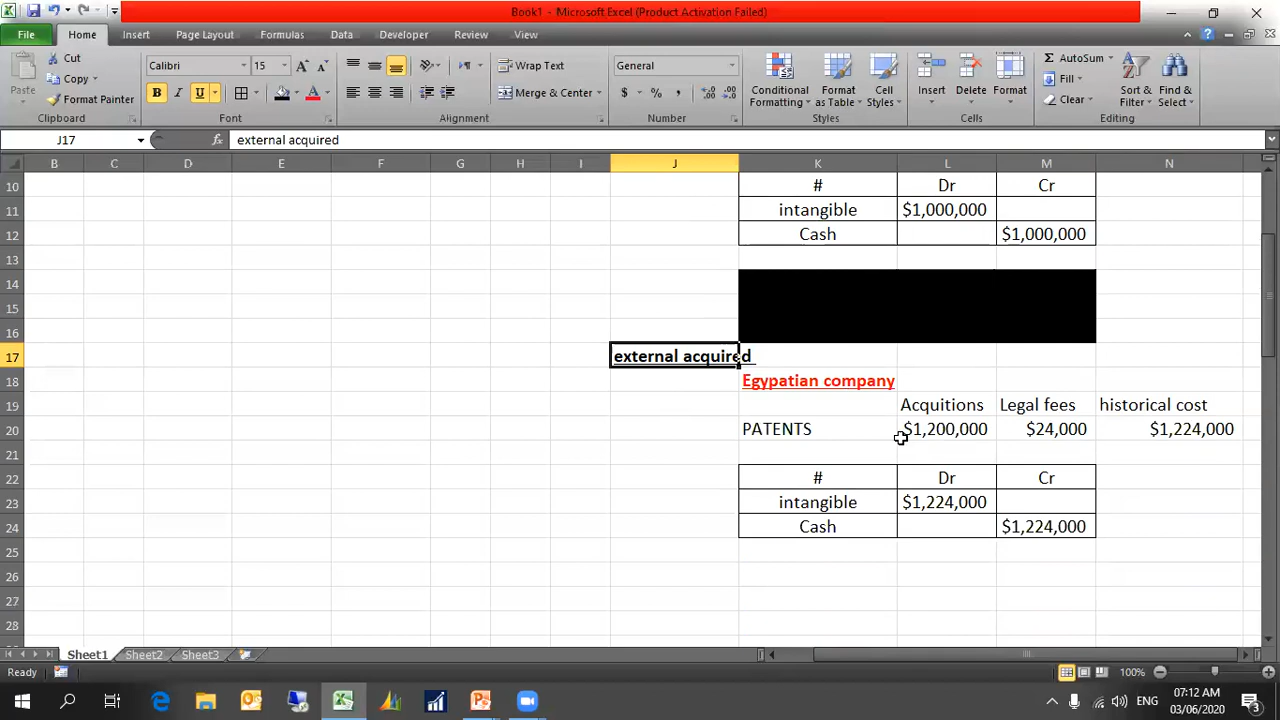 Book1 - Microsoft Excel (Product Activation Failed)
File Home Insert Page Layout Formulas Data Developer Review View
Paste
Cut
Copy
Format Painter
Clipboard
Calibri 15
B I U
Font
Wrap Text
Merge & Center
Alignment
General
$ % ,
Number
Conditional Formatting
Format as Table
Cell Styles
Styles
Insert Delete Format
Cells
AutoSum
Fill
Clear
Sort & Filter
Find & Select
Editing
J17 fx external acquired
B C D E F G H I J K L M N
10 # Dr Cr
11 intangible $1,000,000
12 Cash $1,000,000
13
14
15
16
17 external acquired
18 Egypatian company
19 Acquitions Legal fees historical cost
20 PATENTS $1,200,000 $24,000 $1,224,000
21
22 # Dr Cr
23 intangible $1,224,000
24 Cash $1,224,000
25
26
27
28
Sheet1 Sheet2 Sheet3
Ready 100%
ENG 07:12 AM
03/06/2020
3